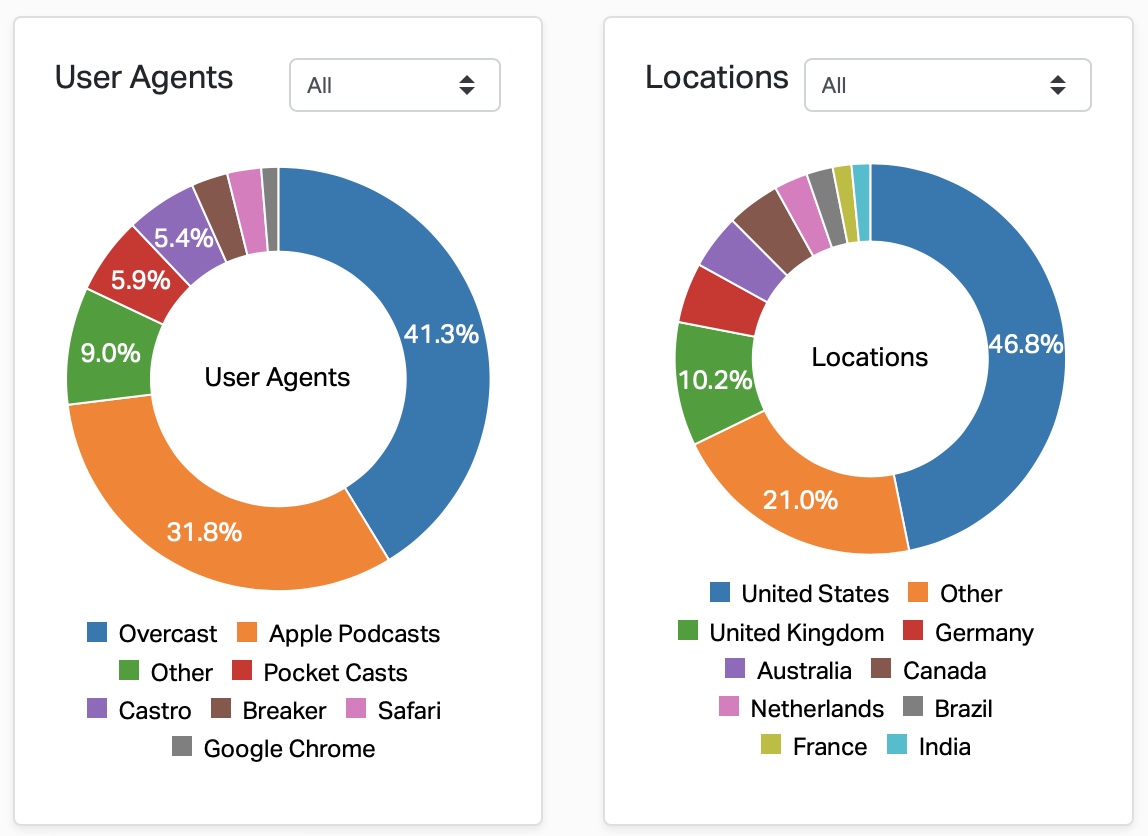 User Agents
All
5.4%
5.9%
9.0%
41.3%
User Agents
31.8%
Overcast Apple Podcasts
Other Pocket Casts
Castro Breaker Safari
Google Chrome
Locations
All
46.8%
Locations
10.2%
21.0%
United States Other
United Kingdom Germany
Australia Canada
Netherlands Brazil
France India